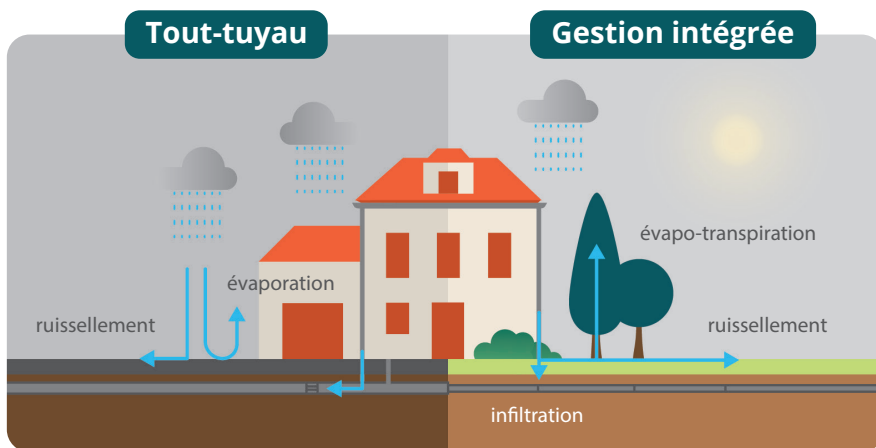 Tout-tuyau
Gestion intégrée
évaporation
ruissellement
évapo-transpiration
ruissellement
infiltration